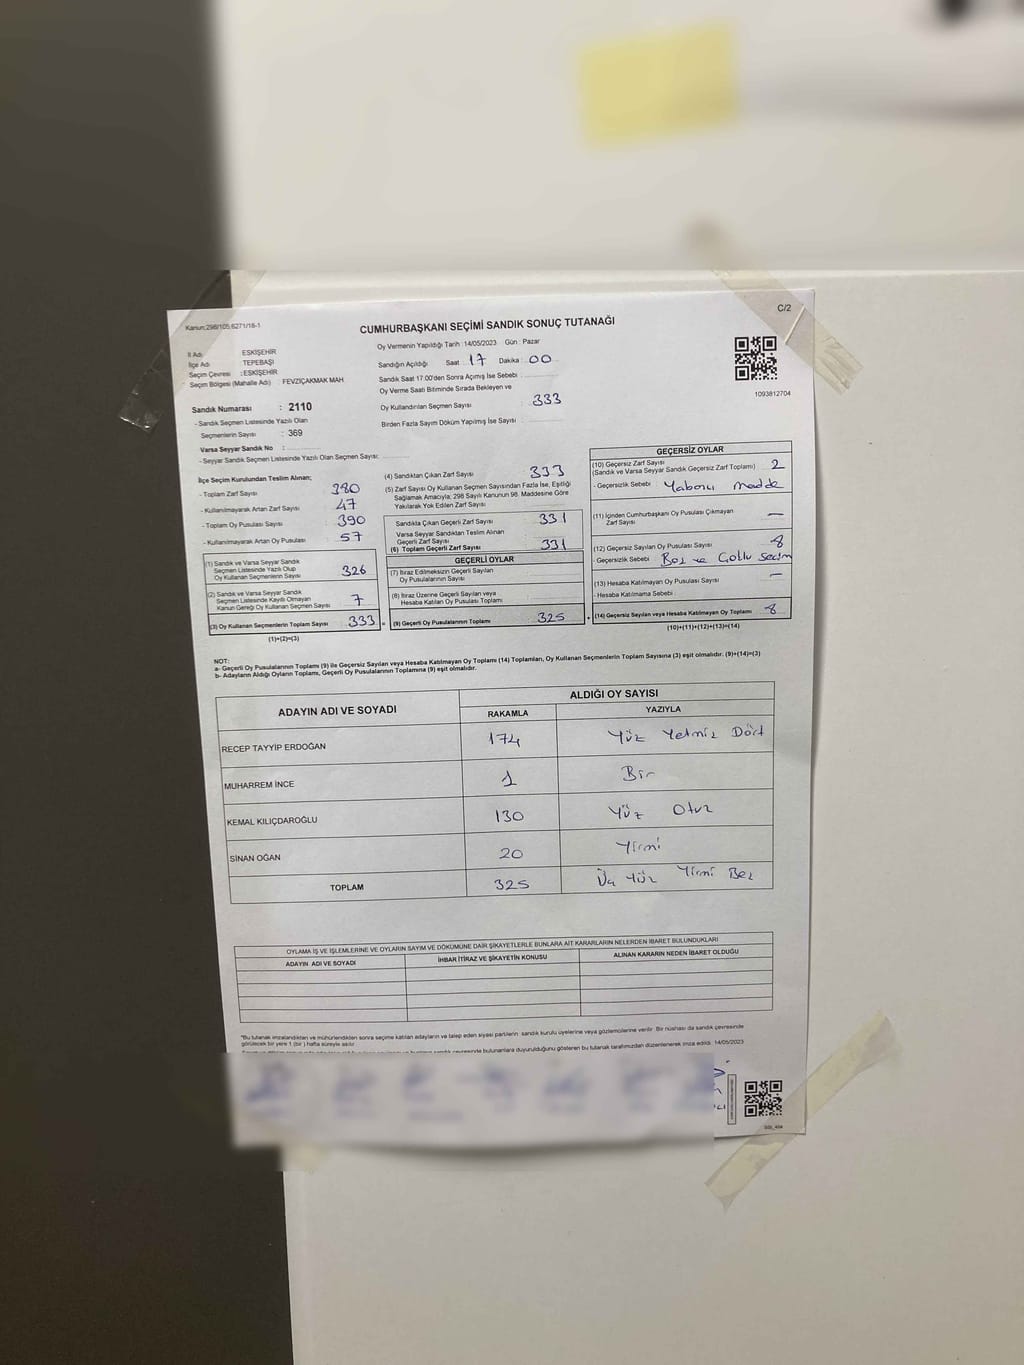 Kanun:298/105,6271/18-1
C/2
CUMHURBAŞKANI SEÇİMİ SANDIK SONUÇ TUTANAĞI
İl Adı : ESKİŞEHİR
İlçe Adı : TEPEBAŞI
Seçim Çevresi : ESKİŞEHİR
Seçim Bölgesi (Mahalle Adı) : FEVZİÇAKMAK MAH
Sandık Numarası : 2110
- Sandık Seçmen Listesinde Yazılı Olan
Seçmenlerin Sayısı : 369
Varsa Seyyar Sandık No :
- Seyyar Sandık Seçmen Listesinde Yazılı Olan Seçmen Sayısı:
Oy Vermenin Yapıldığı Tarih : 14/05/2023 Gün : Pazar
Sandığın Açıldığı Saat 17 Dakika 00
Sandık Saat 17:00'den Sonra Açımış İse Sebebi :
Oy Verme Saati Bitiminde Sırada Bekleyen ve
Oy Kullandırılan Seçmen Sayısı : 333
Birden Fazla Sayım Döküm Yapılmış İse Sayısı :
1093812704
İlçe Seçim Kurulundan Teslim Alınan;
- Toplam Zarf Sayısı : 380
- Kullanılmayarak Artan Zarf Sayısı : 47
- Toplam Oy Pusulası Sayısı : 390
- Kullanılmayarak Artan Oy Pusulası : 57
(1) Sandık ve Varsa Seyyar Sandık
Seçmen Listesinde Yazılı Olup
Oy Kullanan Seçmenlerin Sayısı 326
(2) Sandık ve Varsa Seyyar Sandık
Seçmen Listesinde Kayıtlı Olmayan
Kanun Gereği Oy Kullanan Seçmen Sayısı 7
(3) Oy Kullanan Seçmenlerin Toplam Sayısı 333 =
(1)+(2)=(3)
(4) Sandıktan Çıkan Zarf Sayısı : 333
(5) Zarf Sayısı Oy Kullanan Seçmen Sayısından Fazla İse, Eşitliği
Sağlamak Amacıyla, 298 Sayılı Kanunun 98. Maddesine Göre
Yakılarak Yok Edilen Zarf Sayısı :
Sandıkta Çıkan Geçerli Zarf Sayısı 331
Varsa Seyyar Sandıktan Teslim Alınan
Geçerli Zarf Sayısı
(6) Toplam Geçerli Zarf Sayısı 331
GEÇERLİ OYLAR
(7) İtiraz Edilmeksizin Geçerli Sayılan
Oy Pusulalarının Sayısı
(8) İtiraz Üzerine Geçerli Sayılan veya
Hesaba Katılan Oy Pusulası Toplamı
(9) Geçerli Oy Pusulalarının Toplamı 325 +
GEÇERSİZ OYLAR
(10) Geçersiz Zarf Sayısı
(Sandık ve Varsa Seyyar Sandık Geçersiz Zarf Toplamı) : 2
- Geçersizlik Sebebi : Yabancı Madde
(11) İçinden Cumhurbaşkanı Oy Pusulası Çıkmayan
Zarf Sayısı : —
(12) Geçersiz Sayılan Oy Pusulası Sayısı : 8
- Geçersizlik Sebebi : Boş ve Çoklu Seçim
(13) Hesaba Katılmayan Oy Pusulası Sayısı : —
- Hesaba Katılmama Sebebi :
(14) Geçersiz Sayılan veya Hesaba Katılmayan Oy Toplamı 8
(10)+(11)+(12)+(13)=(14)
NOT:
a- Geçerli Oy Pusulalarının Toplamı (9) ile Geçersiz Sayılan veya Hesaba Katılmayan Oy Toplamı (14) Toplamları, Oy Kullanan Seçmenlerin Toplam Sayısına (3) eşit olmalıdır. (9)+(14)=(3)
b- Adayların Aldığı Oyların Toplamı, Geçerli Oy Pusulalarının Toplamına (9) eşit olmalıdır.
ADAYIN ADI VE SOYADI ALDIĞI OY SAYISI
RAKAMLA YAZIYLA
RECEP TAYYİP ERDOĞAN 174 Yüz Yetmiş Dört
MUHARREM İNCE 1 Bir
KEMAL KILIÇDAROĞLU 130 Yüz Otuz
SİNAN OĞAN 20 Yirmi
TOPLAM 325 Üç Yüz Yirmi Beş
OYLAMA İŞ VE İŞLEMLERİNE VE OYLARIN SAYIM VE DÖKÜMÜNE DAİR ŞİKAYETLERLE BUNLARA AİT KARARLARIN NELERDEN İBARET BULUNDUKLARI
ADAYIN ADI VE SOYADI İHBAR İTİRAZ VE ŞİKAYETİN KONUSU ALINAN KARARIN NEDEN İBARET OLDUĞU
*Bu tutanak imzalandıktan ve mühürlendikten sonra seçime katılan adayların ve talep eden siyasi partilerin sandık kurulu üyelerine veya gözlemcilerine verilir. Bir nüshası da sandık çevresinde
görülecek bir yere 1 (bir) hafta süreyle asılır.
çevresinde bulunanlara duyurulduğunu gösteren bu tutanak tarafımızdan düzenlenerek imza edildi. 14/05/2023